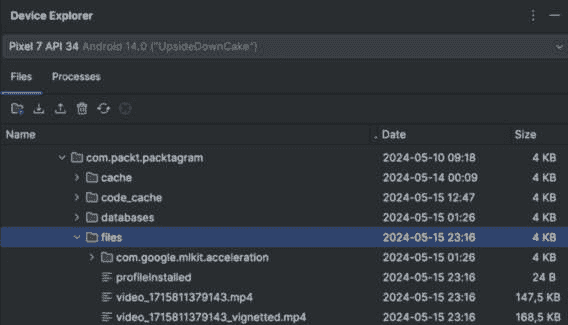 Device Explorer
Pixel 7 API 34 Android 14.0 ("UpsideDownCake")
Files Processes
Name Date Size
com.packt.packtagram 2024-05-10 09:18 4 KB
cache 2024-05-14 00:09 4 KB
code_cache 2024-05-15 12:47 4 KB
databases 2024-05-15 01:26 4 KB
files 2024-05-15 23:16 4 KB
com.google.mlkit.acceleration 2024-05-15 01:26 4 KB
profileInstalled 2024-05-15 23:16 24 B
video_1715811379143.mp4 2024-05-15 23:16 147,5 KB
video_1715811379143_vignetted.mp4 2024-05-15 23:16 168,5 KB